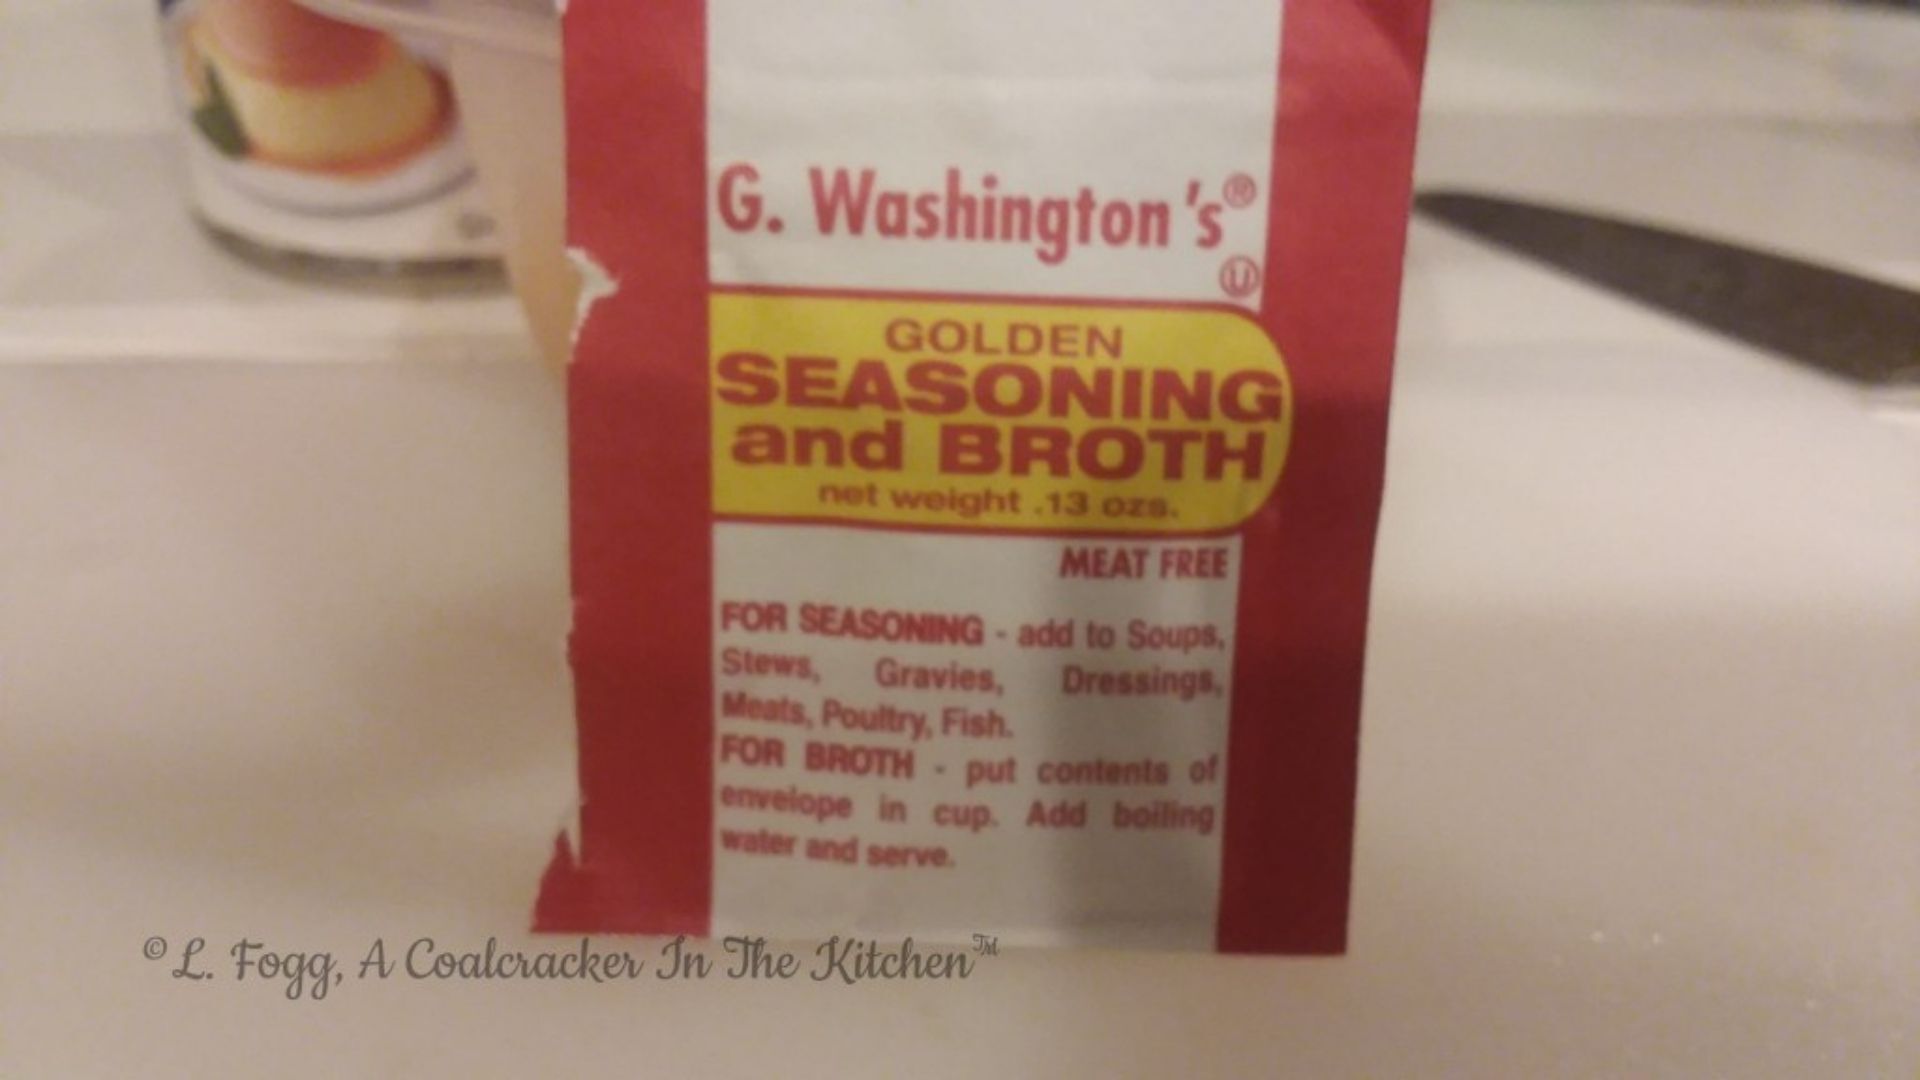 G. Washington's®
Ⓤ
GOLDEN
SEASONING
and BROTH
net weight .13 ozs.
MEAT FREE
FOR SEASONING - add to Soups,
Stews, Gravies, Dressings,
Meats, Poultry, Fish.
FOR BROTH - put contents of
envelope in cup. Add boiling
water and serve.
©L. Fogg, A Coalcracker In The Kitchen™